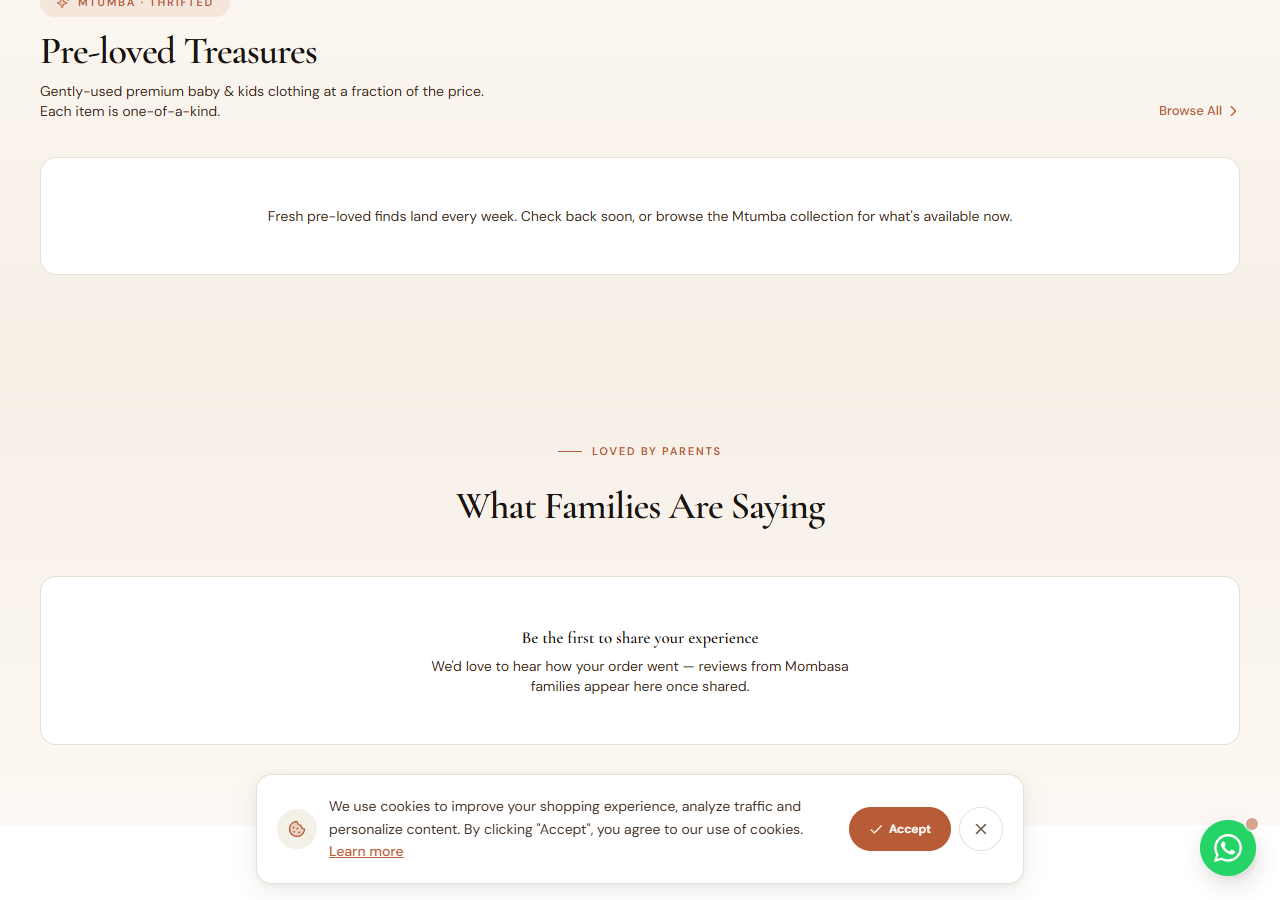 MTUMBA · THRIFTED
Pre-loved Treasures
Gently-used premium baby & kids clothing at a fraction of the price.
Each item is one-of-a-kind.
Browse All
Fresh pre-loved finds land every week. Check back soon, or browse the Mtumba collection for what's available now.
LOVED BY PARENTS
What Families Are Saying
Be the first to share your experience
We'd love to hear how your order went — reviews from Mombasa
families appear here once shared.
We use cookies to improve your shopping experience, analyze traffic and
personalize content. By clicking "Accept", you agree to our use of cookies.
Learn more
Accept